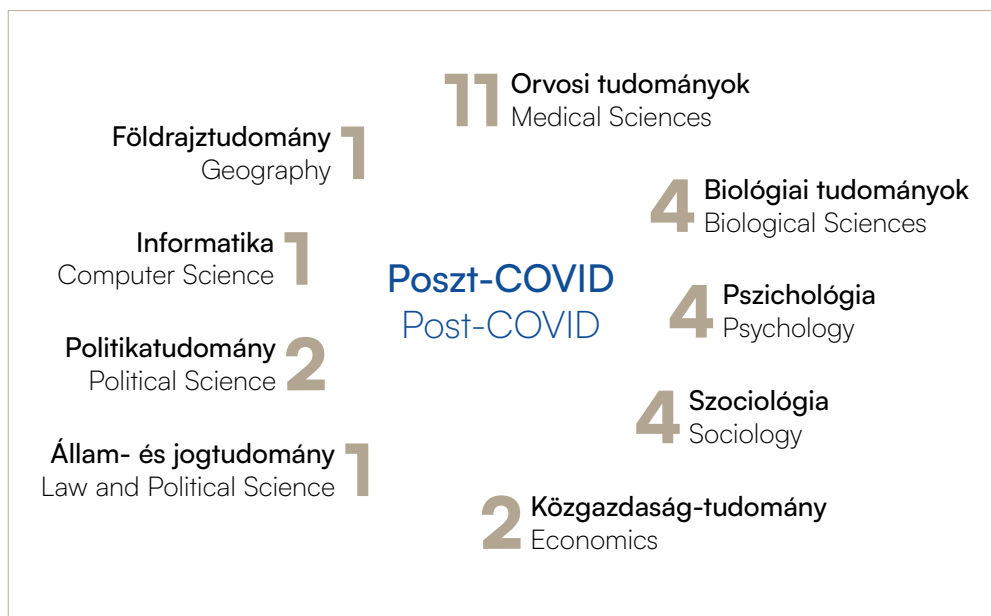 11 Orvosi tudományok
Medical Sciences
Földrajztudomány 1
Geography
4 Biológiai tudományok
Biological Sciences
Informatika 1
Computer Science
Poszt-COVID
Post-COVID
4 Pszichológia
Psychology
Politikatudomány 2
Political Science
4 Szociológia
Sociology
Állam- és jogtudomány 1
Law and Political Science
2 Közgazdaság-tudomány
Economics